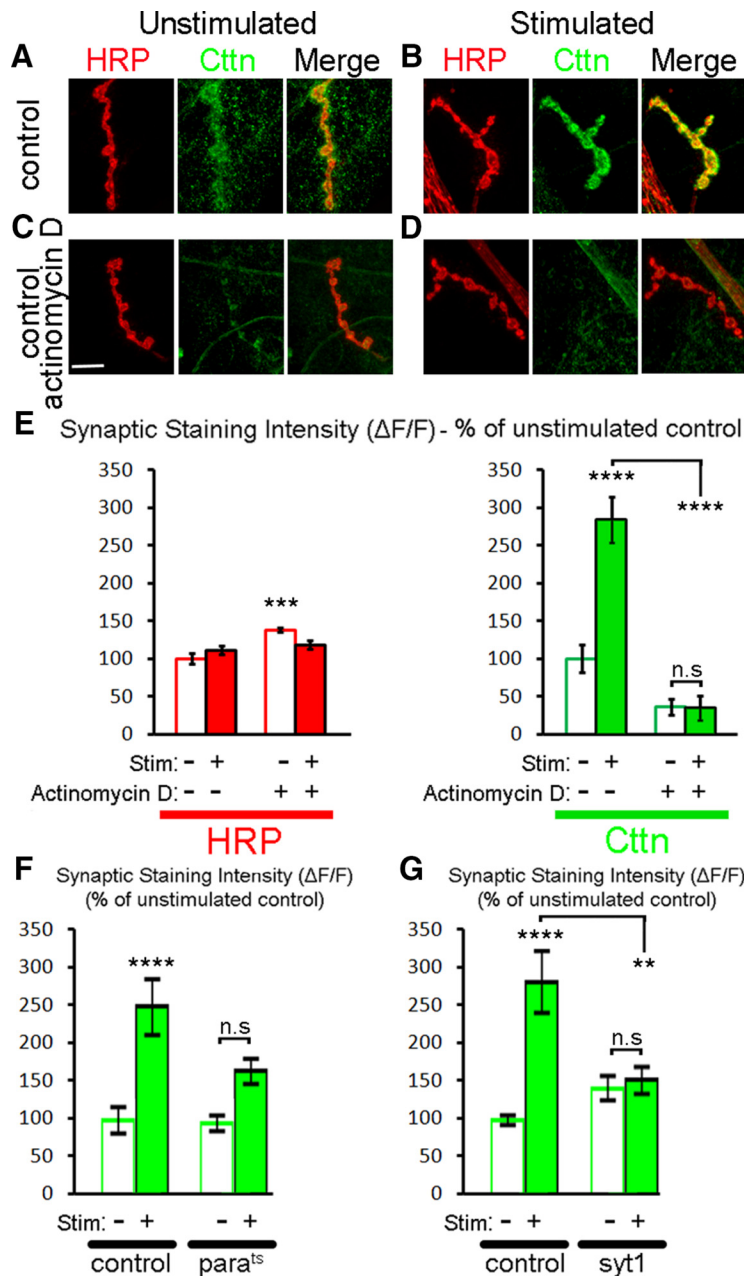 Unstimulated Stimulated
A HRP Cttn Merge B HRP Cttn Merge
control
C D
control
actinomycin D
E Synaptic Staining Intensity (ΔF/F) - % of unstimulated control
350 350
300 300
250 250
200 200
150 150
100 100
50 50
0 0
*** **** ****
n.s
Stim: - + - + - + - +
Actinomycin D: - - + + - - + +
HRP Cttn
F G
Synaptic Staining Intensity (ΔF/F) Synaptic Staining Intensity (ΔF/F)
(% of unstimulated control) (% of unstimulated control)
350 350
300 300
250 250
200 200
150 150
100 100
50 50
0 0
**** **** **
n.s n.s
Stim: - + - + Stim: - + - +
control para^ts control syt1